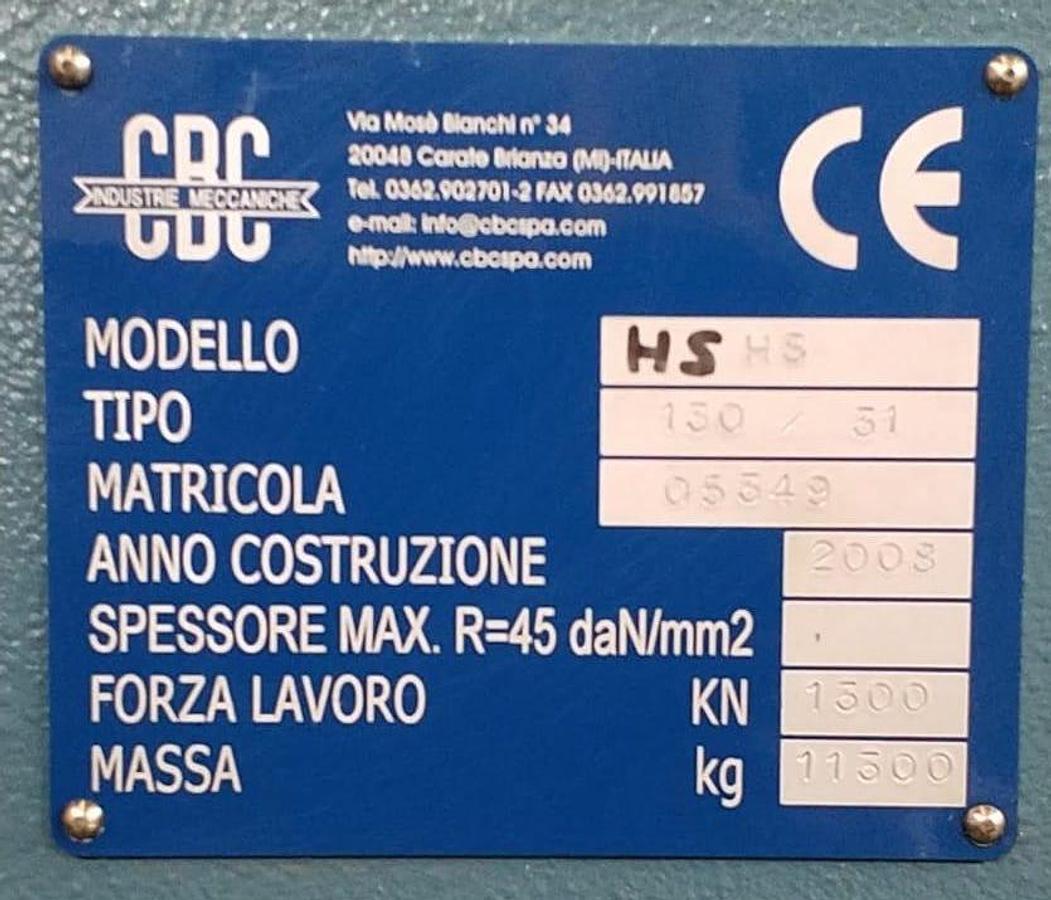 CBC
INDUSTRIE MECCANICHE
Via Mosè Bianchi n° 34
20048 Carate Brianza (MI)-ITALIA
Tel. 0362.902701-2 FAX 0362.991857
e-mail: info@cbcspa.com
http://www.cbcspa.com
CE
MODELLO HS HS
TIPO 130 / 31
MATRICOLA 05349
ANNO COSTRUZIONE 2008
SPESSORE MAX. R=45 daN/mm2
FORZA LAVORO KN 1300
MASSA kg 11300